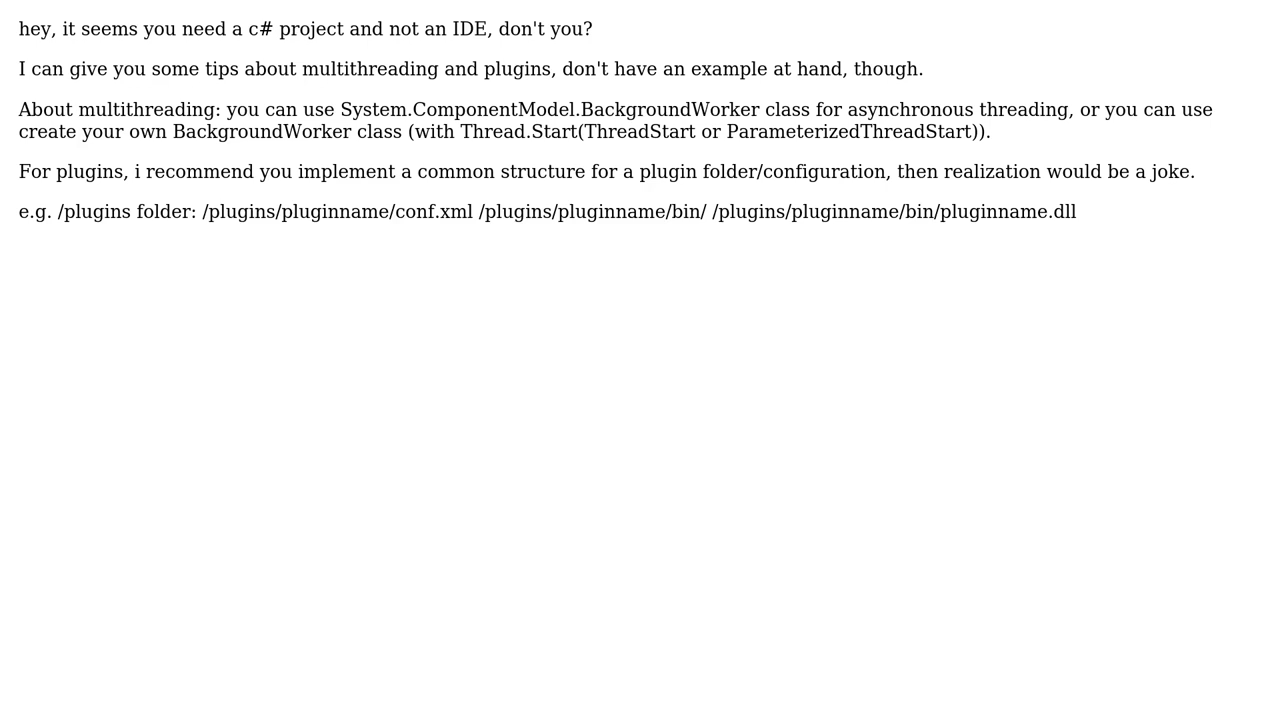 hey, it seems you need a c# project and not an IDE, don't you?
I can give you some tips about multithreading and plugins, don't have an example at hand, though.
About multithreading: you can use System.ComponentModel.BackgroundWorker class for asynchronous threading, or you can use
create your own BackgroundWorker class (with Thread.Start(ThreadStart or ParameterizedThreadStart)).
For plugins, i recommend you implement a common structure for a plugin folder/configuration, then realization would be a joke.
e.g. /plugins folder: /plugins/pluginname/conf.xml /plugins/pluginname/bin/ /plugins/pluginname/bin/pluginname.dll